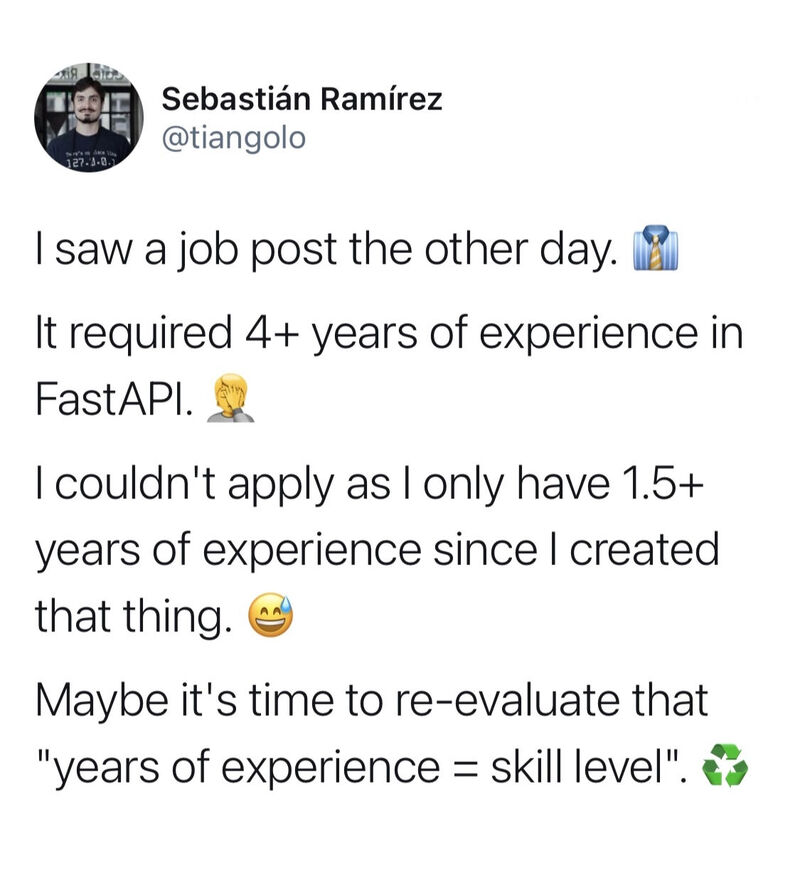 Sebastián Ramírez
@tiangolo
I saw a job post the other day. 👔
It required 4+ years of experience in
FastAPI. 🤦
I couldn't apply as I only have 1.5+
years of experience since I created
that thing. 😅
Maybe it's time to re-evaluate that
"years of experience = skill level". ♻️